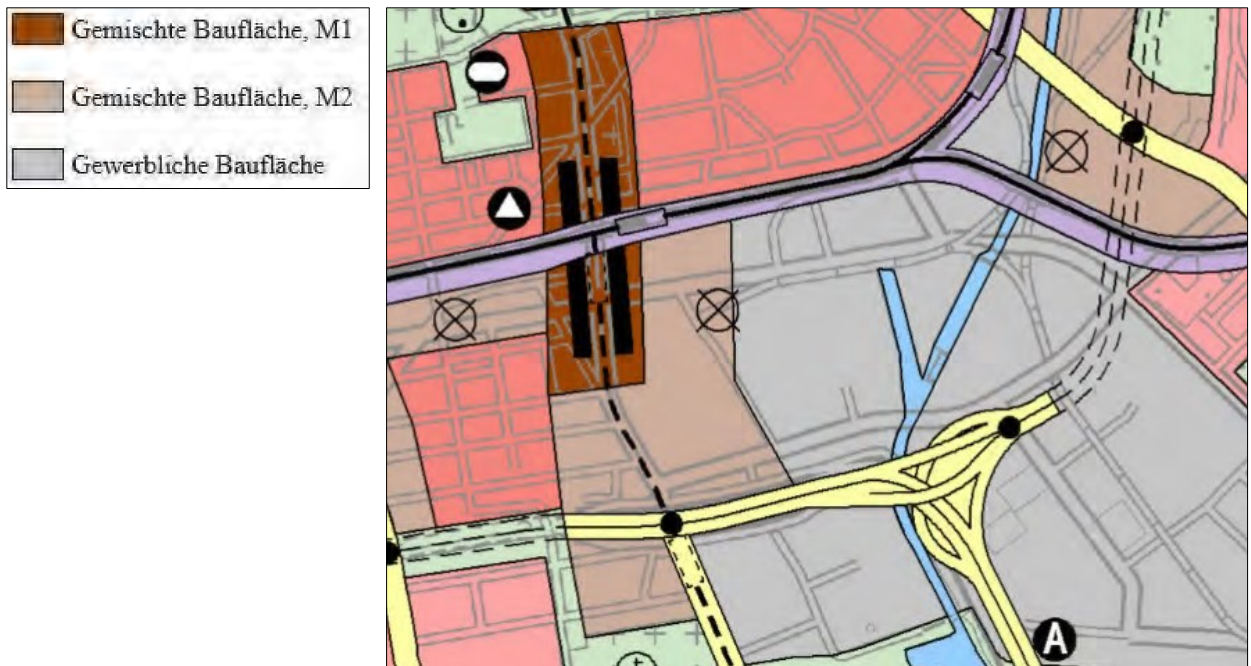 Gemischte Baufläche, M1
Gemischte Baufläche, M2
Gewerbliche Baufläche
A